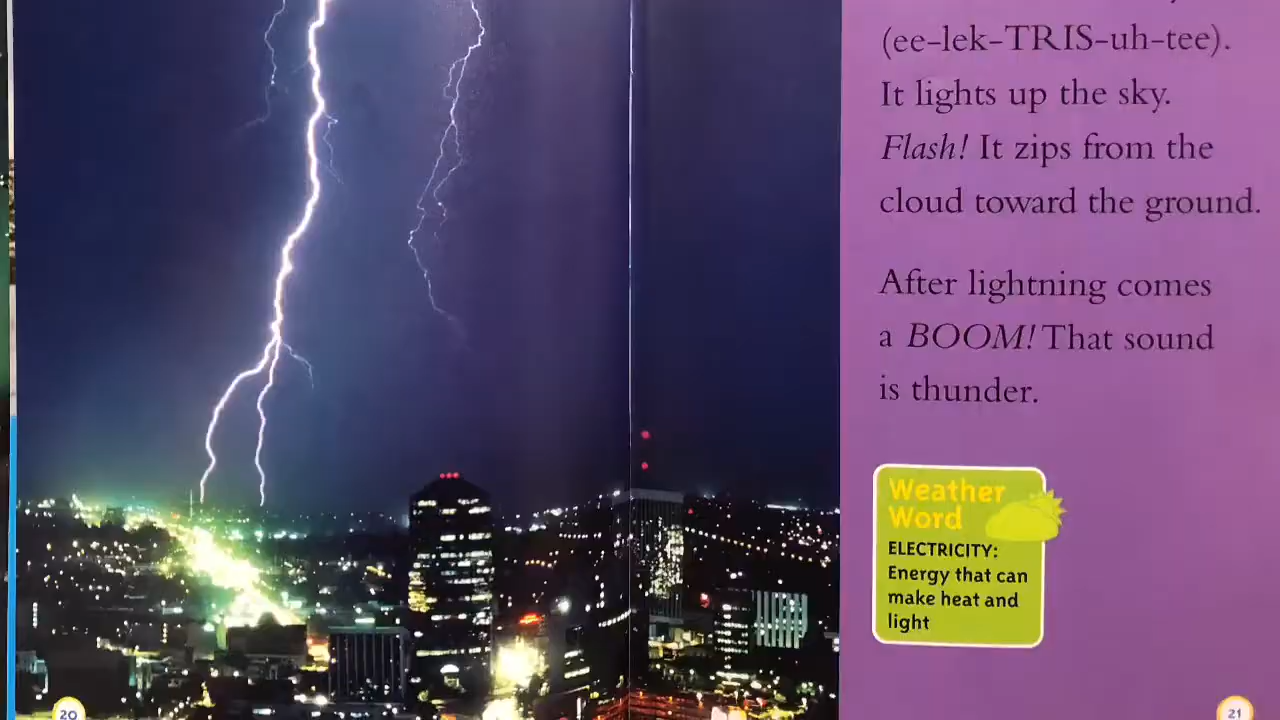 (ee-lek-TRIS-uh-tee).
It lights up the sky.
Flash! It zips from the
cloud toward the ground.
After lightning comes
a BOOM! That sound
is thunder.
Weather
Word
ELECTRICITY:
Energy that can
make heat and
light
20
21